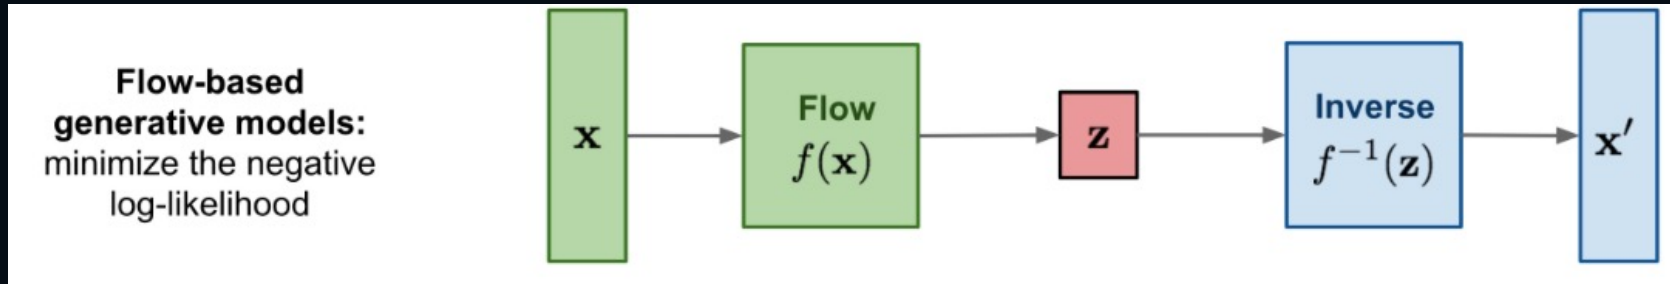 Flow-based
generative models:
minimize the negative
log-likelihood
x
Flow
f(x)
z
Inverse
f⁻¹(z)
x′